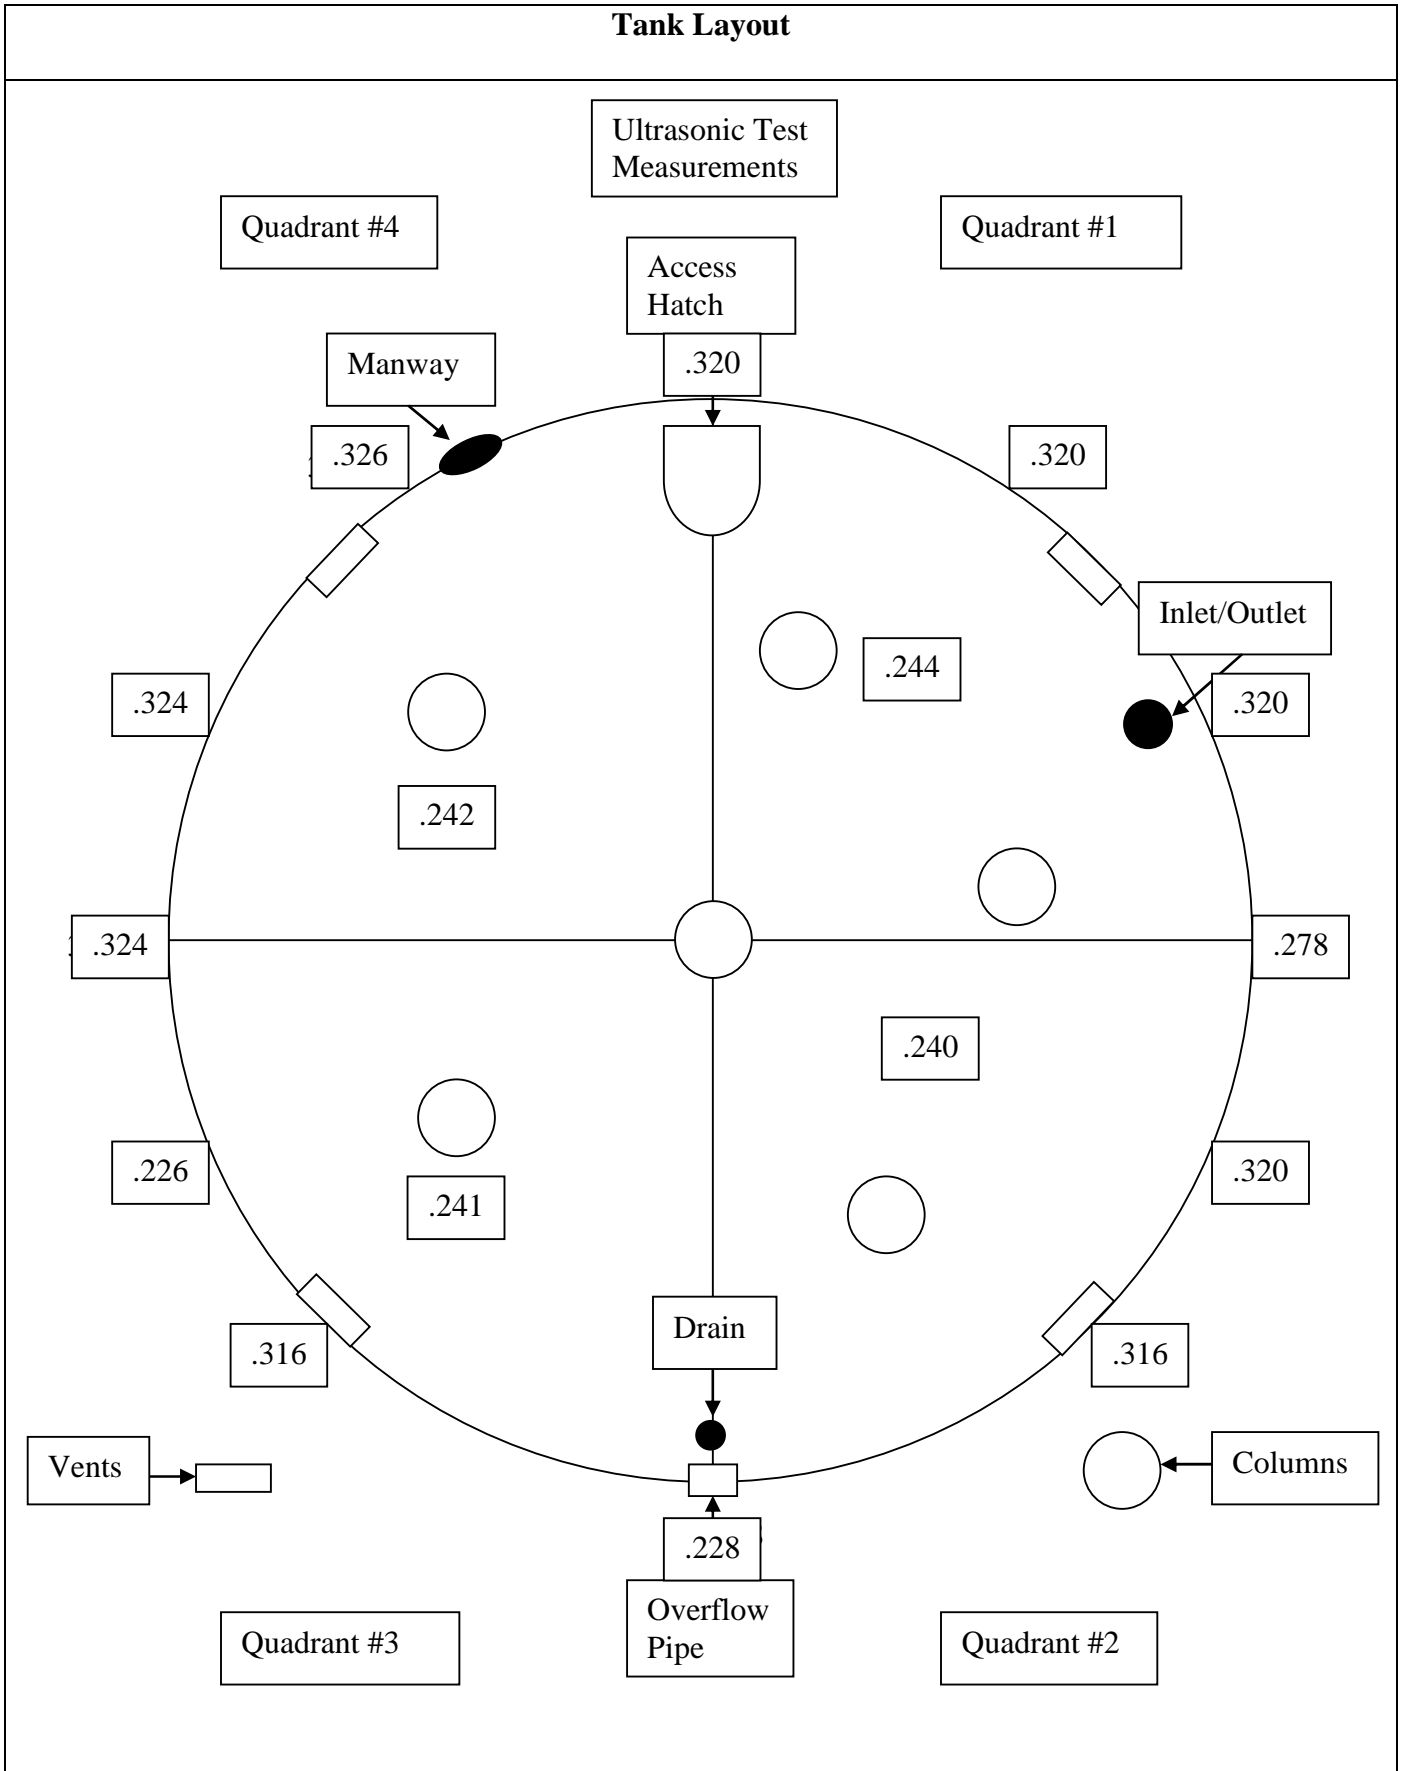 Tank Layout
Ultrasonic Test
Measurements
Quadrant #4
Quadrant #1
Access
Hatch
Manway
.320
.326
.320
Inlet/Outlet
.244
.324
.320
.242
.324
.278
.240
.226
.320
.241
Drain
.316
.316
Vents
Columns
.228
Overflow
Pipe
Quadrant #3
Quadrant #2